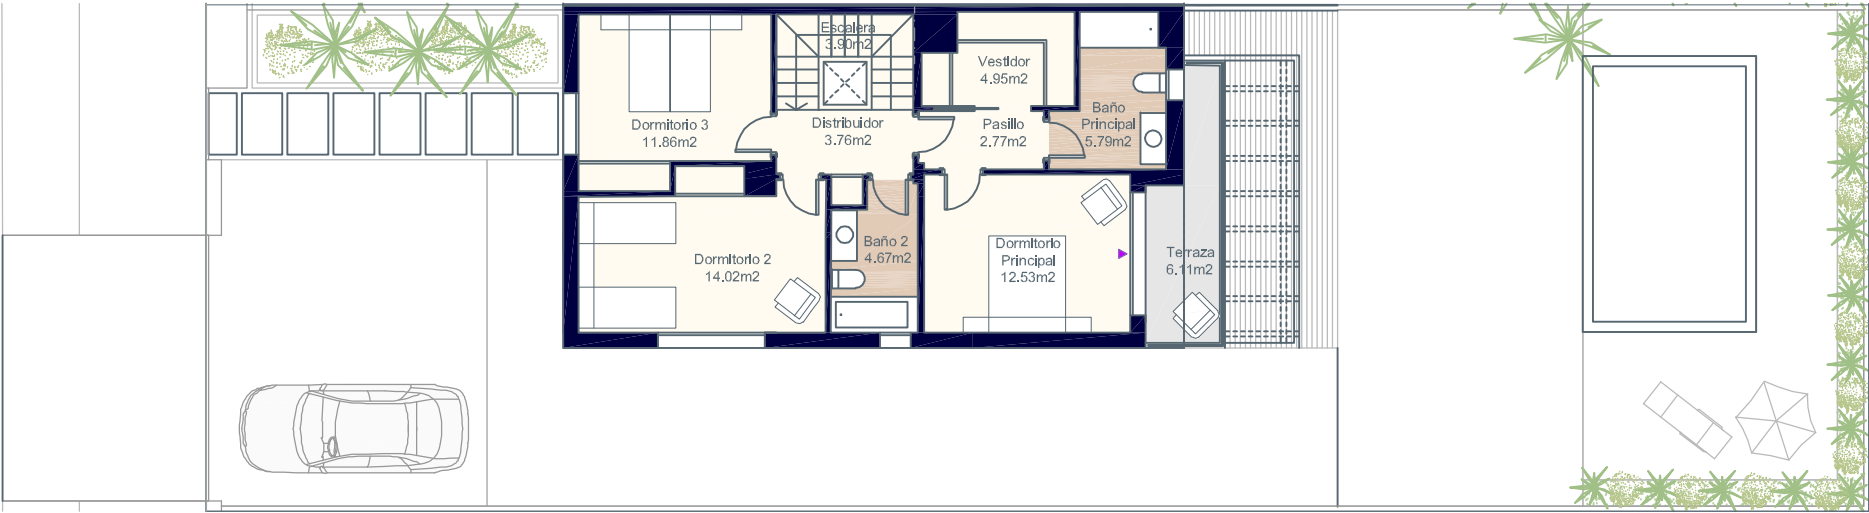 Escalera
3.90m2
Vestidor
4.95m2
Dormitorio 3
11.86m2
Distribuidor
3.76m2
Pasillo
2.77m2
Baño
Principal
5.79m2
Dormitorio 2
14.02m2
Baño 2
4.67m2
Dormitorio
Principal
12.53m2
Terraza
6.11m2